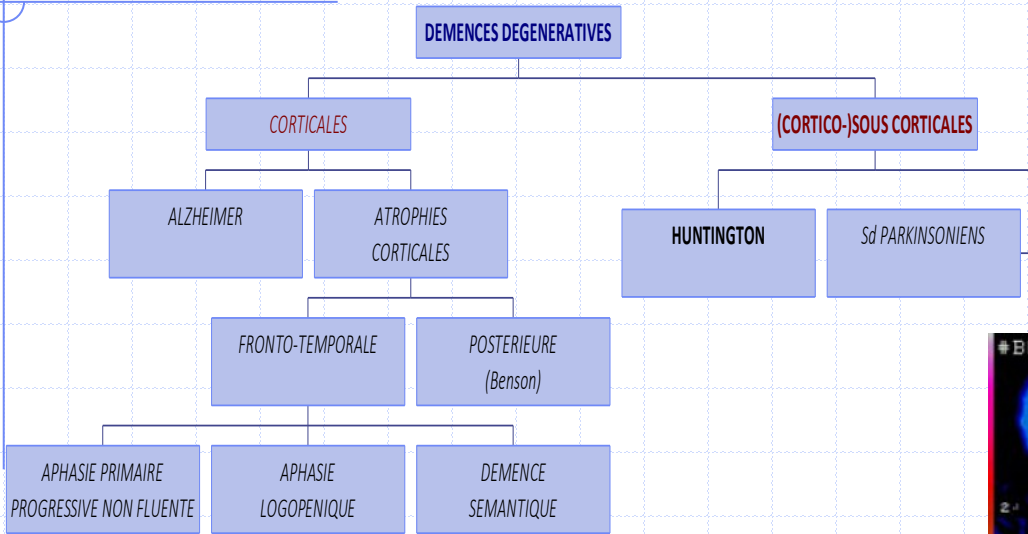 DEMENCES DEGENERATIVES
CORTICALES
(CORTICO-)SOUS CORTICALES
ALZHEIMER
ATROPHIES
CORTICALES
HUNTINGTON
Sd PARKINSONIENS
FRONTO-TEMPORALE
POSTERIEURE
(Benson)
#B
APHASIE PRIMAIRE
PROGRESSIVE NON FLUENTE
APHASIE
LOGOPENIQUE
DEMENCE
SEMANTIQUE
2